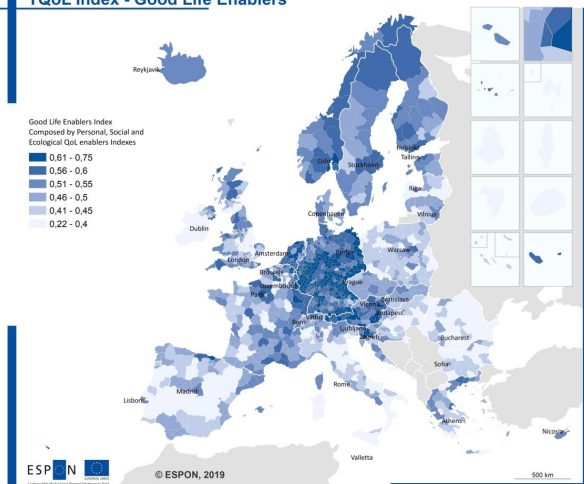 TQoL Index - Good Life Enablers
Reykjavik
Good Life Enablers Index
Composed by Personal, Social and
Ecological QoL enablers Indexes
0,61 - 0,75
0,56 - 0,6
0,51 - 0,55
0,46 - 0,5
0,41 - 0,45
0,22 - 0,4
Helsinki
Oslo
Stockholm
Tallinn
Riga
Copenhagen
Vilnius
Dublin
Amsterdam
Berlin
Warsaw
London
Brussels
Luxembourg
Prague
Paris
Vienna
Bratislava
Budapest
Bern
Vaduz
Ljubljana
Zagreb
Bucharest
Sofia
Rome
Madrid
Lisbon
Athens
Nicosia
Valletta
ESPON
© ESPON, 2019
500 km